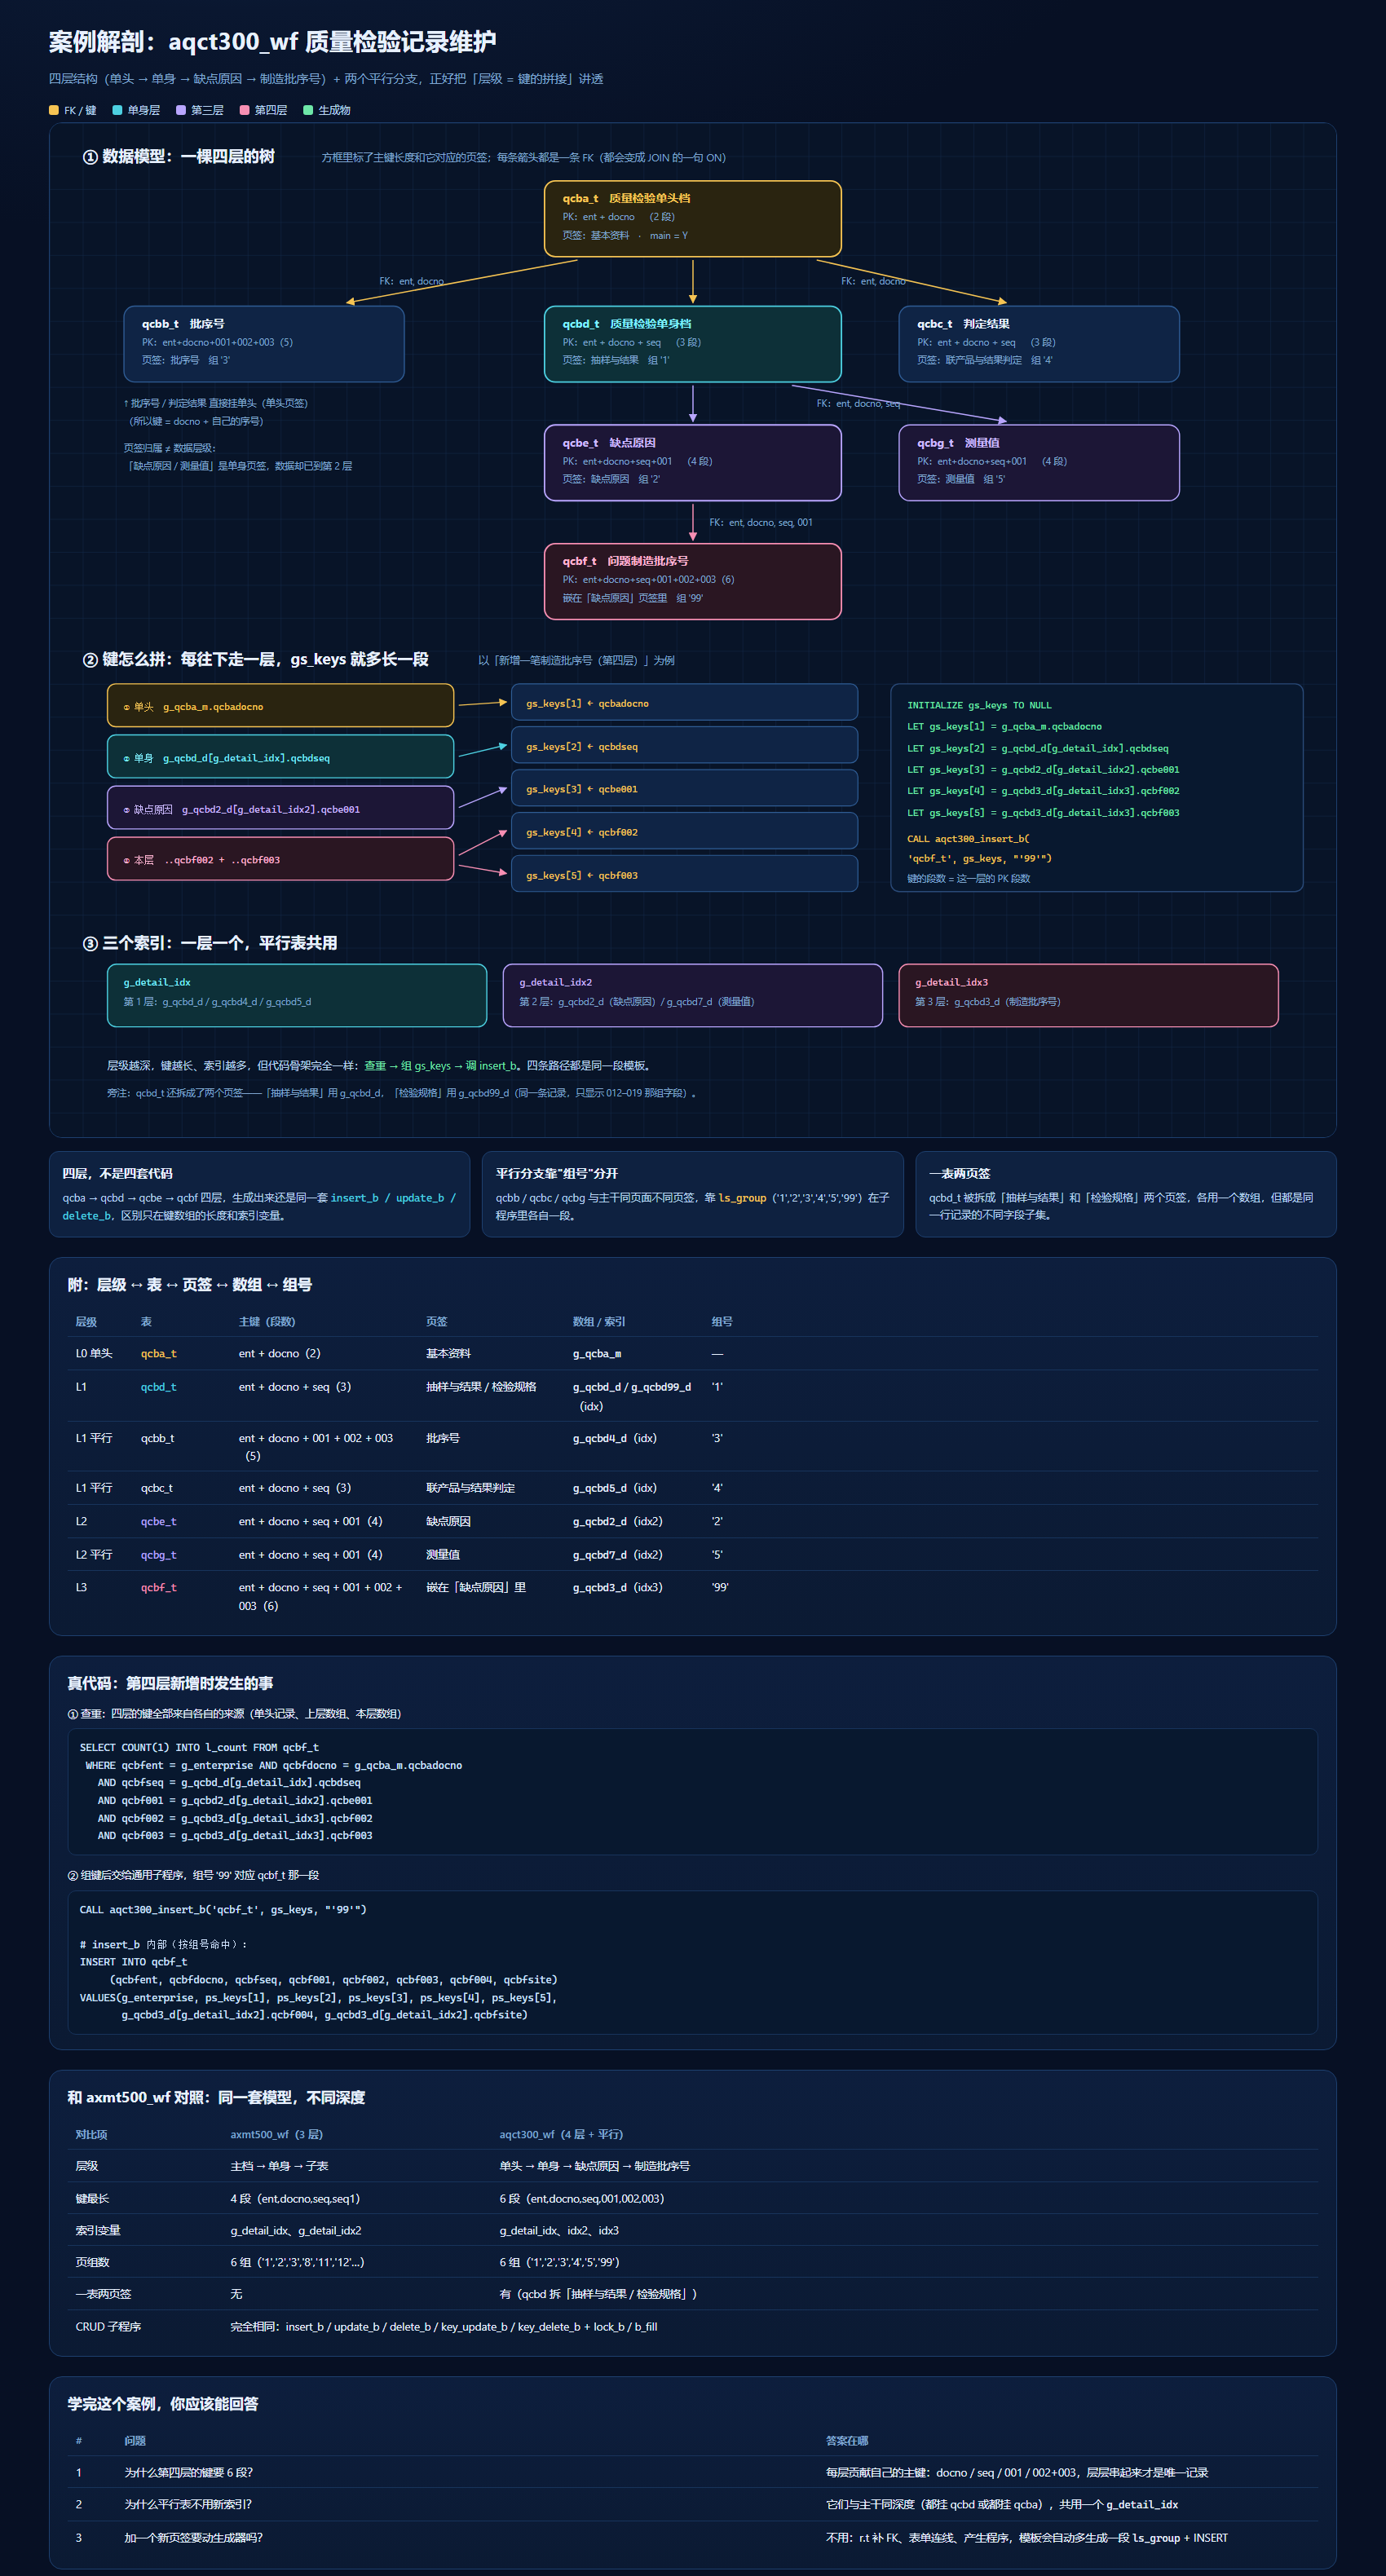 案例解剖：aqct300_wf 质量检验记录维护
四层结构（单头 → 单身 → 缺点原因 → 制造批序号）+ 两个平行分支，正好把「层级 = 键的拼接」讲透
FK / 键 单身层 第三层 第四层 生成物
① 数据模型：一棵四层的树
方框里标了主键长度和它对应的页签；每条箭头都是一条 FK（都会变成 JOIN 的一句 ON）
qcba_t 质量检验单头档
PK：ent + docno （2 段）
页签：基本资料 · main = Y
FK：ent, docno
FK：ent, docno
qcbb_t 批序号
PK：ent+docno+001+002+003（5）
页签：批序号 组 '3'
qcbd_t 质量检验单身档
PK：ent + docno + seq （3 段）
页签：抽样与结果 组 '1'
qcbc_t 判定结果
PK：ent + docno + seq （3 段）
页签：联产品与结果判定 组 '4'
↑ 批序号 / 判定结果 直接挂单头（单头页签）
（所以键 = docno + 自己的序号）
页签归属 ≠ 数据层级：
「缺点原因 / 测量值」是单身页签，数据却已到第 2 层
FK：ent, docno, seq
qcbe_t 缺点原因
PK：ent+docno+seq+001 （4 段）
页签：缺点原因 组 '2'
qcbg_t 测量值
PK：ent+docno+seq+001 （4 段）
页签：测量值 组 '5'
FK：ent, docno, seq, 001
qcbf_t 问题制造批序号
PK：ent+docno+seq+001+002+003（6）
嵌在「缺点原因」页签里 组 '99'
② 键怎么拼：每往下走一层，gs_keys 就多长一段
以「新增一笔制造批序号（第四层）」为例
① 单头 g_qcba_m.qcbadocno
② 单身 g_qcbd_d[g_detail_idx].qcbdseq
③ 缺点原因 g_qcbd2_d[g_detail_idx2].qcbe001
④ 本层 ..qcbf002 + ..qcbf003
gs_keys[1] ← qcbadocno
gs_keys[2] ← qcbdseq
gs_keys[3] ← qcbe001
gs_keys[4] ← qcbf002
gs_keys[5] ← qcbf003
INITIALIZE gs_keys TO NULL
LET gs_keys[1] = g_qcba_m.qcbadocno
LET gs_keys[2] = g_qcbd_d[g_detail_idx].qcbdseq
LET gs_keys[3] = g_qcbd2_d[g_detail_idx2].qcbe001
LET gs_keys[4] = g_qcbd3_d[g_detail_idx3].qcbf002
LET gs_keys[5] = g_qcbd3_d[g_detail_idx3].qcbf003
CALL aqct300_insert_b(
'qcbf_t', gs_keys, "'99'")
键的段数 = 这一层的 PK 段数
③ 三个索引：一层一个，平行表共用
g_detail_idx
第 1 层：g_qcbd_d / g_qcbd4_d / g_qcbd5_d
g_detail_idx2
第 2 层：g_qcbd2_d（缺点原因）/ g_qcbd7_d（测量值）
g_detail_idx3
第 3 层：g_qcbd3_d（制造批序号）
层级越深，键越长、索引越多，但代码骨架完全一样：查重 → 组 gs_keys → 调 insert_b。四条路径都是同一段模板。
旁注：qcbd_t 还拆成了两个页签——「抽样与结果」用 g_qcbd_d，「检验规格」用 g_qcbd99_d（同一条记录，只显示 012–019 那组字段）。
四层，不是四套代码
qcba → qcbd → qcbe → qcbf 四层，生成出来还是同一套 insert_b / update_b /
delete_b，区别只在键数组的长度和索引变量。
平行分支靠"组号"分开
qcbb / qcbc / qcbg 与主干同页面不同页签，靠 ls_group（'1','2','3','4','5','99'）在子
程序里各自一段。
一表两页签
qcbd_t 被拆成「抽样与结果」和「检验规格」两个页签，各用一个数组，但都是同
一行记录的不同字段子集。
附：层级 ↔ 表 ↔ 页签 ↔ 数组 ↔ 组号
层级 表 主键（段数） 页签 数组 / 索引 组号
L0 单头 qcba_t ent + docno（2） 基本资料 g_qcba_m —
L1 qcbd_t ent + docno + seq（3） 抽样与结果 / 检验规格 g_qcbd_d / g_qcbd99_d '1'
（idx）
L1 平行 qcbb_t ent + docno + 001 + 002 + 003 批序号 g_qcbd4_d（idx） '3'
（5）
L1 平行 qcbc_t ent + docno + seq（3） 联产品与结果判定 g_qcbd5_d（idx） '4'
L2 qcbe_t ent + docno + seq + 001（4） 缺点原因 g_qcbd2_d（idx2） '2'
L2 平行 qcbg_t ent + docno + seq + 001（4） 测量值 g_qcbd7_d（idx2） '5'
L3 qcbf_t ent + docno + seq + 001 + 002 + 嵌在「缺点原因」里 g_qcbd3_d（idx3） '99'
003（6）
真代码：第四层新增时发生的事
① 查重：四层的键全部来自各自的来源（单头记录、上层数组、本层数组）
SELECT COUNT(1) INTO l_count FROM qcbf_t
WHERE qcbfent = g_enterprise AND qcbfdocno = g_qcba_m.qcbadocno
AND qcbfseq = g_qcbd_d[g_detail_idx].qcbdseq
AND qcbf001 = g_qcbd2_d[g_detail_idx2].qcbe001
AND qcbf002 = g_qcbd3_d[g_detail_idx3].qcbf002
AND qcbf003 = g_qcbd3_d[g_detail_idx3].qcbf003
② 组键后交给通用子程序，组号 '99' 对应 qcbf_t 那一段
CALL aqct300_insert_b('qcbf_t', gs_keys, "'99'")
# insert_b 内部（按组号命中）：
INSERT INTO qcbf_t
(qcbfent, qcbfdocno, qcbfseq, qcbf001, qcbf002, qcbf003, qcbf004, qcbfsite)
VALUES(g_enterprise, ps_keys[1], ps_keys[2], ps_keys[3], ps_keys[4], ps_keys[5],
g_qcbd3_d[g_detail_idx2].qcbf004, g_qcbd3_d[g_detail_idx2].qcbfsite)
和 axmt500_wf 对照：同一套模型，不同深度
对比项 axmt500_wf（3 层） aqct300_wf（4 层 + 平行）
层级 主档 → 单身 → 子表 单头 → 单身 → 缺点原因 → 制造批序号
键最长 4 段（ent,docno,seq,seq1） 6 段（ent,docno,seq,001,002,003）
索引变量 g_detail_idx、g_detail_idx2 g_detail_idx、idx2、idx3
页组数 6 组（'1','2','3','8','11','12'...） 6 组（'1','2','3','4','5','99'）
一表两页签 无 有（qcbd 拆「抽样与结果 / 检验规格」）
CRUD 子程序 完全相同：insert_b / update_b / delete_b / key_update_b / key_delete_b + lock_b / b_fill
学完这个案例，你应该能回答
# 问题 答案在哪
1 为什么第四层的键要 6 段？ 每层贡献自己的主键：docno / seq / 001 / 002+003，层层串起来才是唯一记录
2 为什么平行表不用新索引？ 它们与主干同深度（都挂 qcbd 或都挂 qcba），共用一个 g_detail_idx
3 加一个新页签要动生成器吗？ 不用：r.t 补 FK、表单连线、产生程序，模板会自动多生成一段 ls_group + INSERT